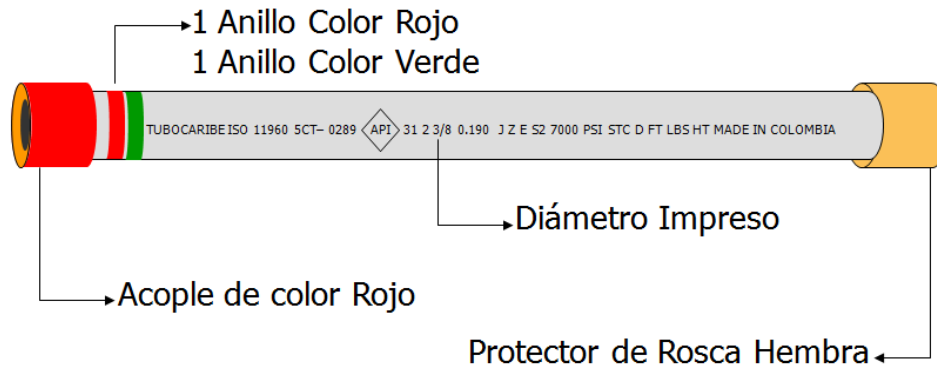 1 Anillo Color Rojo
1 Anillo Color Verde
TUBOCARIBE ISO 11960 5CT– 0289 API 31 2 3/8 0.190 J Z E S2 7000 PSI STC D FT LBS HT MADE IN COLOMBIA
Diámetro Impreso
Acople de color Rojo
Protector de Rosca Hembra